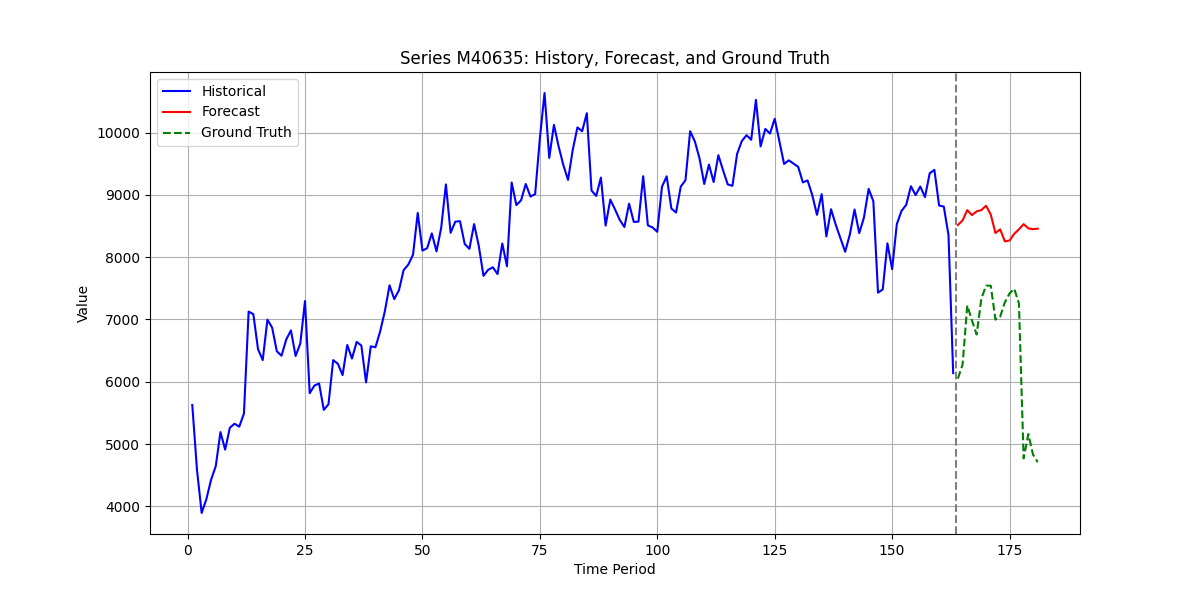 Series M40635: History, Forecast, and Ground Truth
Historical
Forecast
Ground Truth
Value
10000
9000
8000
7000
6000
5000
4000
0 25 50 75 100 125 150 175
Time Period